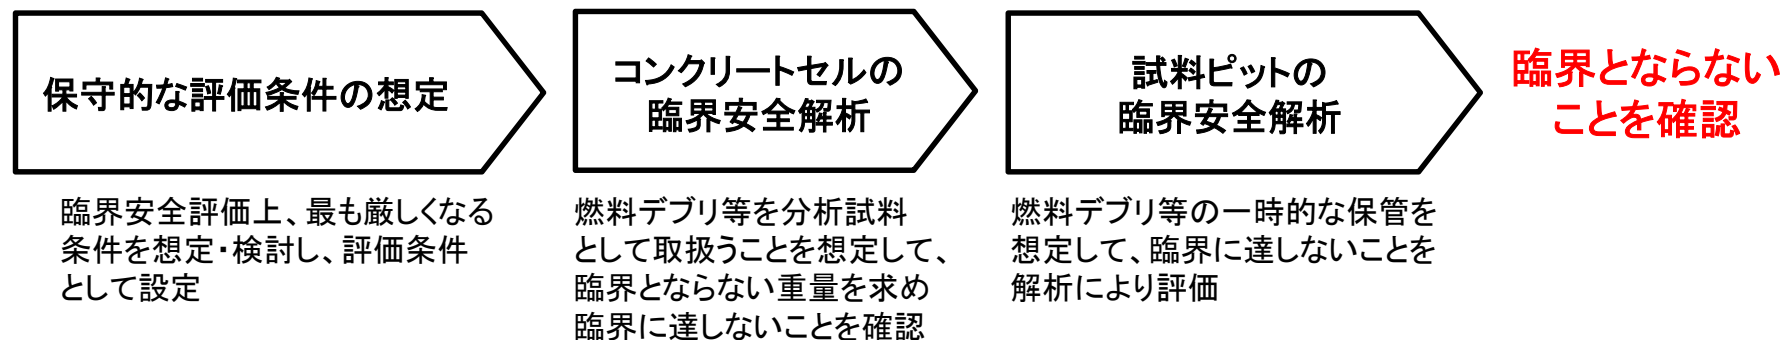 保守的な評価条件の想定
臨界安全評価上、最も厳しくなる
条件を想定・検討し、評価条件
として設定
コンクリートセルの
臨界安全解析
燃料デブリ等を分析試料
として取扱うことを想定して、
臨界とならない重量を求め
臨界に達しないことを確認
試料ピットの
臨界安全解析
燃料デブリ等の一時的な保管を
想定して、臨界に達しないことを
解析により評価
臨界とならない
ことを確認